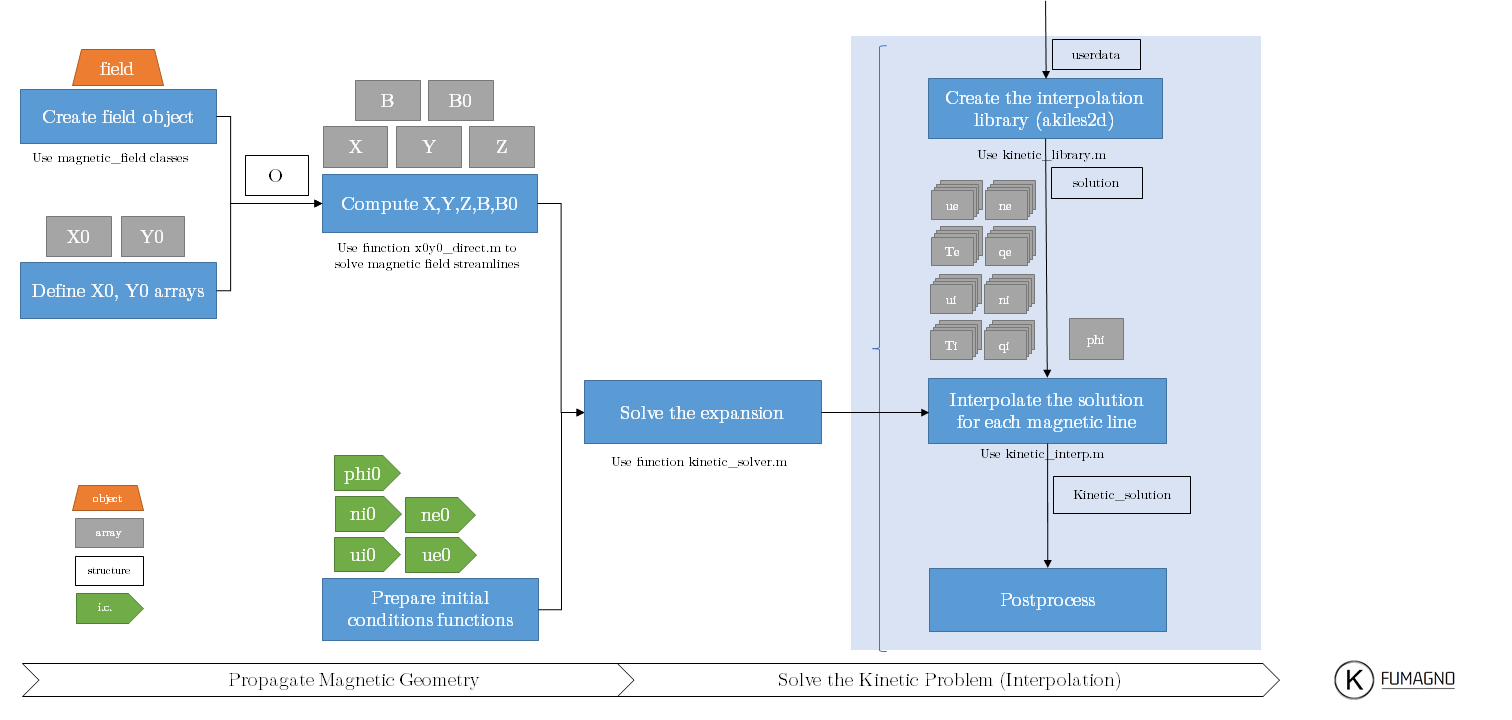 field
Create field object
Use magnetic_field classes
X0
Y0
Define X0, Y0 arrays
O
B
B0
X
Y
Z
Compute X,Y,Z,B,B0
Use function x0y0_direct.m to
solve magnetic field streamlines
phi0
ni0
ne0
ui0
ue0
Prepare initial
conditions functions
Solve the expansion
Use function kinetic_solver.m
userdata
Create the interpolation
library (akiles2d)
Use kinetic_library.m
solution
ue
ne
Te
qe
ui
ni
Ti
qi
phi
Interpolate the solution
for each magnetic line
Use kinetic_interp.m
Kinetic_solution
Postprocess
object
array
structure
i.c.
Propagate Magnetic Geometry
Solve the Kinetic Problem (Interpolation)
K FUMAGNO